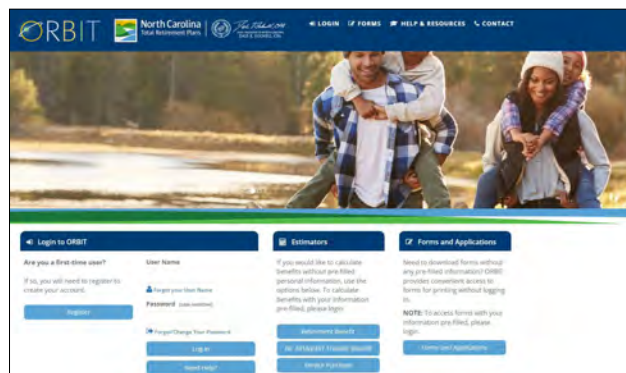 ORBIT
North Carolina
Total Retirement Plans
DALE R. FOLWELL, CPA
LOGIN FORMS HELP & RESOURCES CONTACT
Login to ORBIT
Are you a first-time user?
If so, you will need to register to
create your account.
Register
User Name
Forgot your User Name
Password (case sensitive)
Forgot/Change Your Password
Log In
Need Help?
Estimators
If you would like to calculate
benefits without pre-filled
personal information, use the
options below. To calculate
benefits with your information
pre-filled, please login.
Retirement Benefit
Service Purchase
Forms and Applications
Need to download forms without
any pre-filled information? ORBIT
provides convenient access to
forms for printing without logging
in.
NOTE: To access forms with your
information pre-filled, please
login.
Forms and Applications